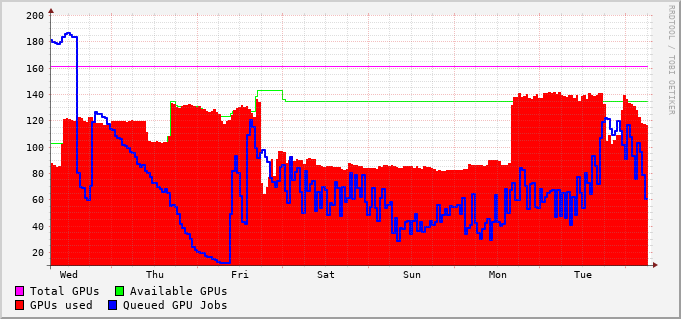 200
180
160
140
120
100
80
60
40
20
Wed Thu Fri Sat Sun Mon Tue
Total GPUs Available GPUs
GPUs used Queued GPU Jobs
RRDTOOL / TOBI OETIKER